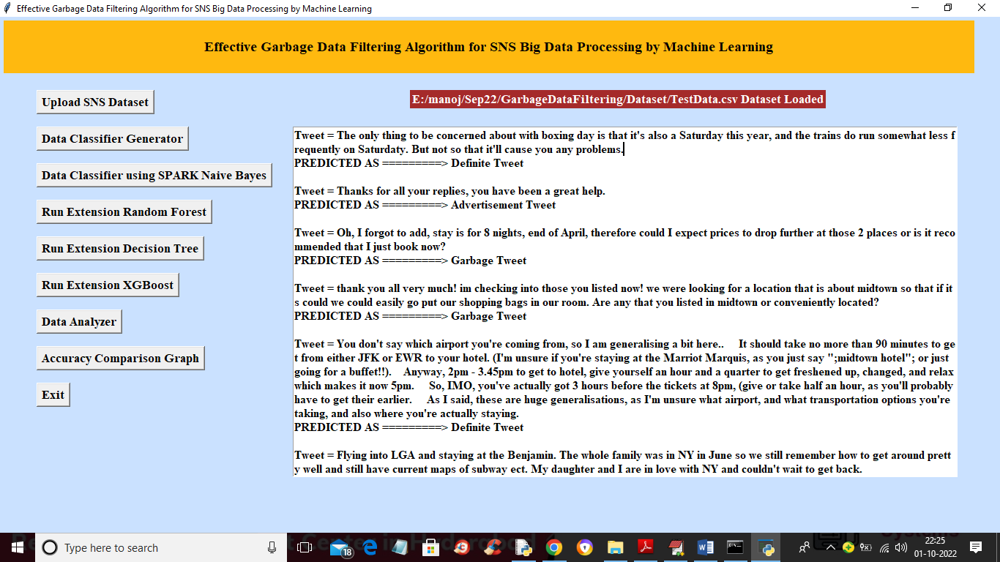 Effective Garbage Data Filtering Algorithm for SNS Big Data Processing by Machine Learning
Effective Garbage Data Filtering Algorithm for SNS Big Data Processing by Machine Learning
Upload SNS Dataset
E:/manoj/Sep22/GarbageDataFiltering/Dataset/TestData.csv Dataset Loaded
Data Classifier Generator
Data Classifier using SPARK Naive Bayes
Run Extension Random Forest
Run Extension Decision Tree
Run Extension XGBoost
Data Analyzer
Accuracy Comparison Graph
Exit
Tweet = The only thing to be concerned about with boxing day is that it's also a Saturday this year, and the trains do run somewhat less f
requently on Saturdaty. But not so that it'll cause you any problems.
PREDICTED AS =========> Definite Tweet
Tweet = Thanks for all your replies, you have been a great help.
PREDICTED AS =========> Advertisement Tweet
Tweet = Oh, I forgot to add, stay is for 8 nights, end of April, therefore could I expect prices to drop further at those 2 places or is it reco
mmended that I just book now?
PREDICTED AS =========> Garbage Tweet
Tweet = thank you all very much! im checking into those you listed now! we were looking for a location that is about midtown so that if it
s could we could easily go put our shopping bags in our room. Are any that you listed in midtown or conveniently located?
PREDICTED AS =========> Garbage Tweet
Tweet = You don't say which airport you're coming from, so I am generalising a bit here.. It should take no more than 90 minutes to ge
t from either JFK or EWR to your hotel. (I'm unsure if you're staying at the Marriot Marquis, as you just say ";midtown hotel"; or just
going for a buffet!!). Anyway, 2pm - 3.45pm to get to hotel, give yourself an hour and a quarter to get freshened up, changed, and relax
which makes it now 5pm. So, IMO, you've actually got 3 hours before the tickets at 8pm, (give or take half an hour, as you'll probably
have to get their earlier. As I said, these are huge generalisations, as I'm unsure what airport, and what transportation options you're
taking, and also where you're actually staying.
PREDICTED AS =========> Definite Tweet
Tweet = Flying into LGA and staying at the Benjamin. The whole family was in NY in June so we still remember how to get around prett
y well and still have current maps of subway ect. My daughter and I are in love with NY and couldn't wait to get back.
Type here to search
18
22:25
01-10-2022